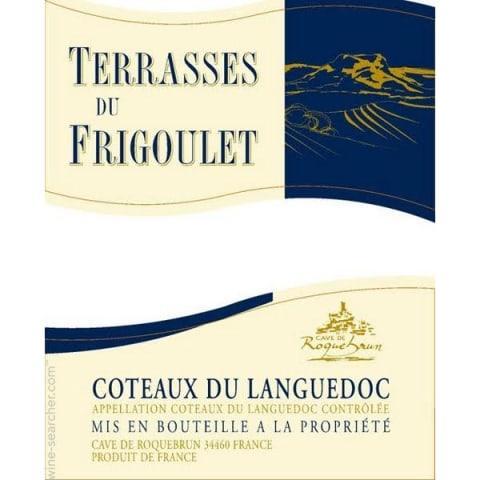 TERRASSES
DU
FRIGOULET
CAVE DE
Roquebrun
COTEAUX DU LANGUEDOC
APPELLATION COTEAUX DU LANGUEDOC CONTRÔLÉE
MIS EN BOUTEILLE A LA PROPRIÉTÉ
CAVE DE ROQUEBRUN 34460 FRANCE
PRODUIT DE FRANCE
wine-searcher.com™